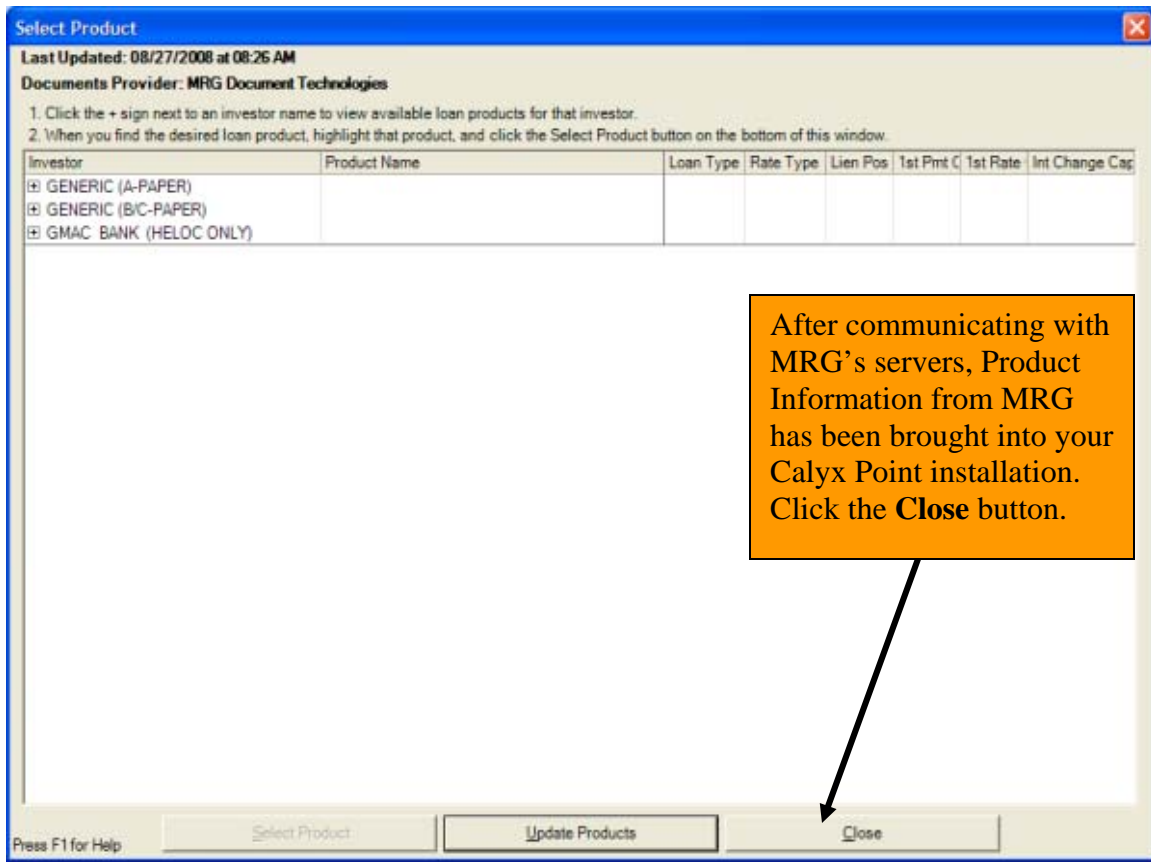 Select Product
Last Updated: 08/27/2008 at 08:26 AM
Documents Provider: MRG Document Technologies
1. Click the + sign next to an investor name to view available loan products for that investor.
2. When you find the desired loan product, highlight that product, and click the Select Product button on the bottom of this window.
Investor Product Name Loan Type Rate Type Lien Pos 1st Pmt C 1st Rate Int Change Cap
GENERIC (A-PAPER)
GENERIC (B/C-PAPER)
GMAC BANK (HELOC ONLY)
After communicating with
MRG’s servers, Product
Information from MRG
has been brought into your
Calyx Point installation.
Click the Close button.
Press F1 for Help Select Product Update Products Close